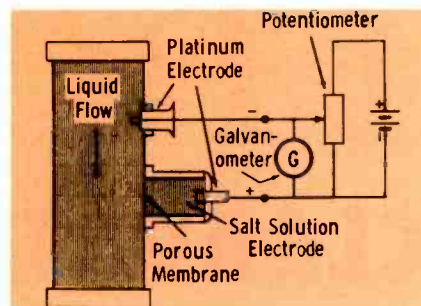 Potentiometer
Platinum
Electrode
Liquid
Flow
−
+
Galvan-
ometer
G
+
Salt Solution
Electrode
Porous
Membrane